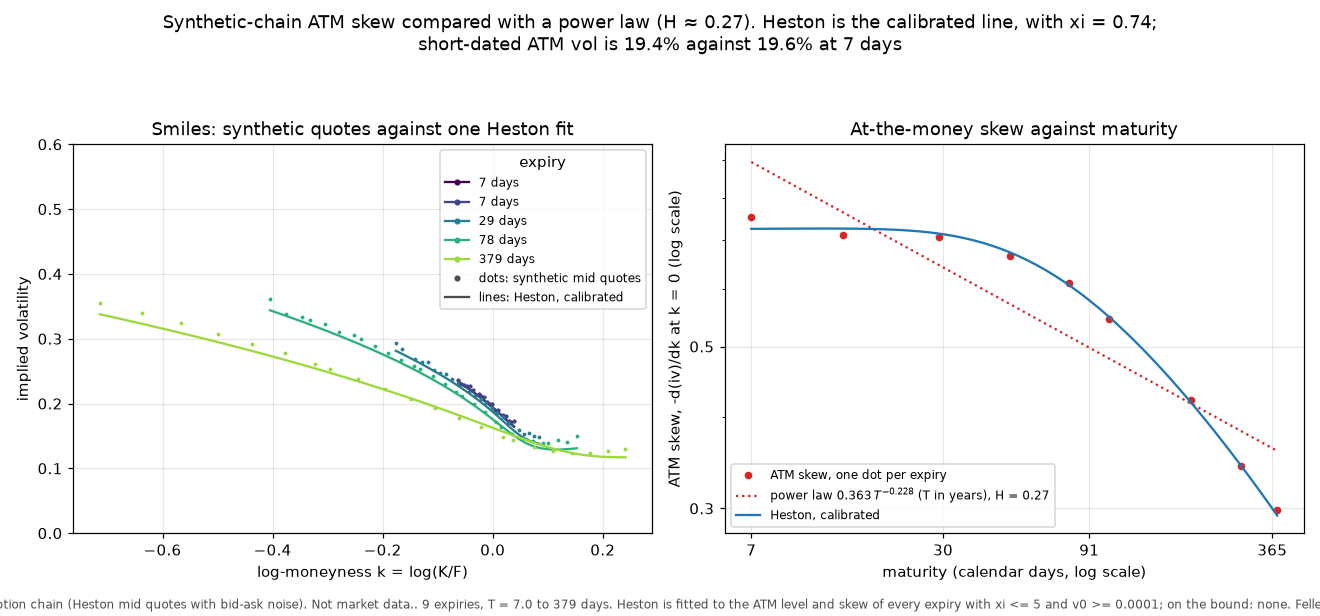 Synthetic-chain ATM skew compared with a power law (H ≈ 0.27). Heston is the calibrated line, with xi = 0.74;
short-dated ATM vol is 19.4% against 19.6% at 7 days
Smiles: synthetic quotes against one Heston fit
implied volatility
0.6
0.5
0.4
0.3
0.2
0.1
0.0
expiry
7 days
7 days
29 days
78 days
379 days
dots: synthetic mid quotes
lines: Heston, calibrated
−0.6
−0.4
−0.2
0.0
0.2
log-moneyness k = log(K/F)
At-the-money skew against maturity
ATM skew, -d(iv)/dk at k = 0 (log scale)
0.5
0.3
ATM skew, one dot per expiry
power law 0.363 T^−0.228 (T in years), H = 0.27
Heston, calibrated
7
30
91
365
maturity (calendar days, log scale)
chain (Heston mid quotes with bid-ask noise). Not market data.. 9 expiries, T = 7.0 to 379 days. Heston is fitted to the ATM level and skew of every expiry with xi <= 5 and v0 >= 0.0001; on the bound: none.